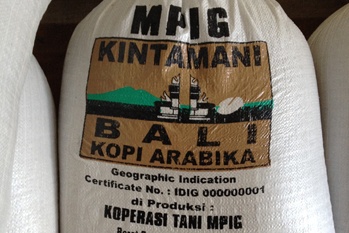 MPIG
KINTAMANI
BALI
KOPI ARABIKA
Geographic Indication
Certificate No. : IDIG 000000001
di Produksi :
KOPERASI TANI MPIG